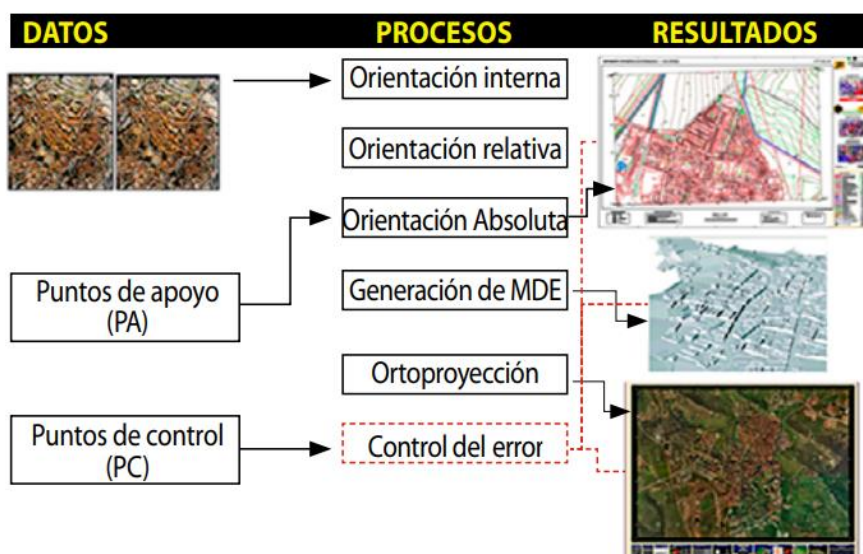 DATOS
PROCESOS
RESULTADOS
Orientación interna
Orientación relativa
Orientación Absoluta
Puntos de apoyo
(PA)
Generación de MDE
Ortoproyección
Puntos de control
(PC)
Control del error